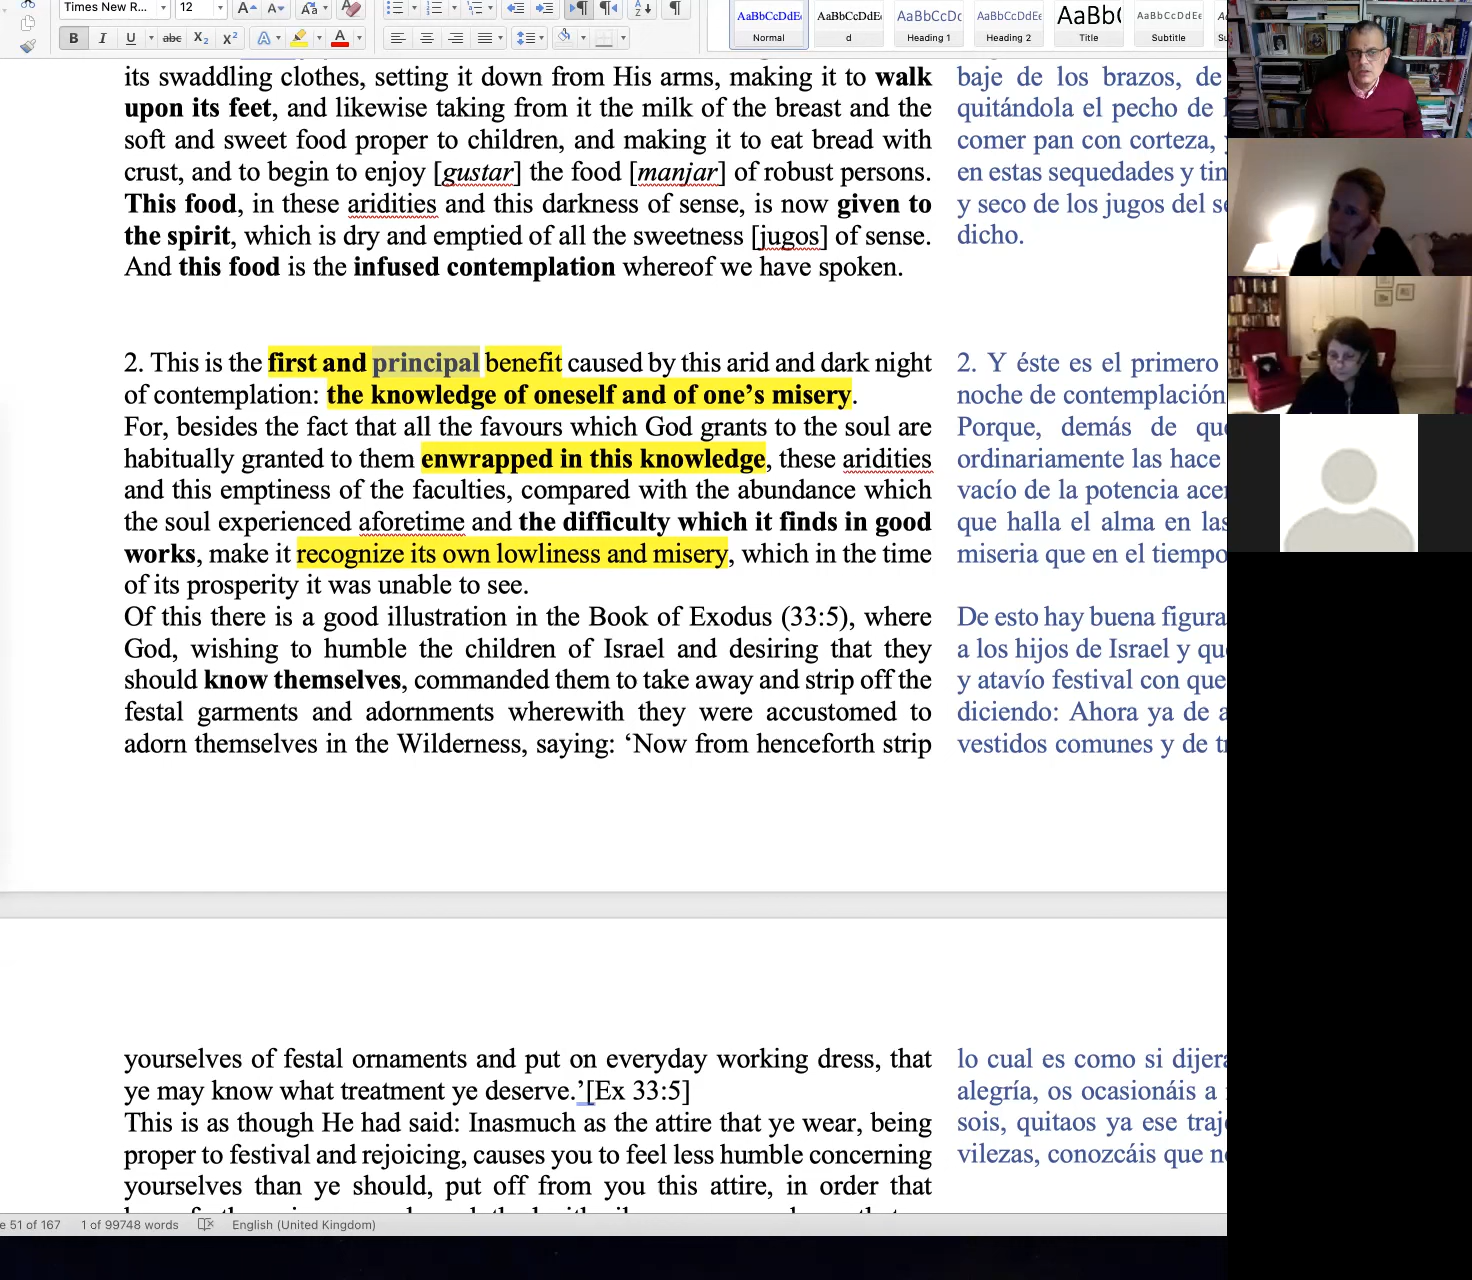 Times New R... 12
AaBbCcDdEe AaBbCcDdEe AaBbCcDc AaBbCcDdEe AaBb( AaBbCcDdEe
B I U abc X₂ X² A A
Normal d Heading 1 Heading 2 Title Subtitle
its swaddling clothes, setting it down from His arms, making it to walk
upon its feet, and likewise taking from it the milk of the breast and the
soft and sweet food proper to children, and making it to eat bread with
crust, and to begin to enjoy [gustar] the food [manjar] of robust persons.
This food, in these aridities and this darkness of sense, is now given to
the spirit, which is dry and emptied of all the sweetness [jugos] of sense.
And this food is the infused contemplation whereof we have spoken.
2. This is the first and principal benefit caused by this arid and dark night
of contemplation: the knowledge of oneself and of one’s misery.
For, besides the fact that all the favours which God grants to the soul are
habitually granted to them enwrapped in this knowledge, these aridities
and this emptiness of the faculties, compared with the abundance which
the soul experienced aforetime and the difficulty which it finds in good
works, make it recognize its own lowliness and misery, which in the time
of its prosperity it was unable to see.
Of this there is a good illustration in the Book of Exodus (33:5), where
God, wishing to humble the children of Israel and desiring that they
should know themselves, commanded them to take away and strip off the
festal garments and adornments wherewith they were accustomed to
adorn themselves in the Wilderness, saying: ‘Now from henceforth strip
yourselves of festal ornaments and put on everyday working dress, that
ye may know what treatment ye deserve.’[Ex 33:5]
This is as though He had said: Inasmuch as the attire that ye wear, being
proper to festival and rejoicing, causes you to feel less humble concerning
yourselves than ye should, put off from you this attire, in order that
baje de los brazos, de
quitándola el pecho de
comer pan con corteza,
en estas sequedades y tin
y seco de los jugos del se
dicho.
2. Y éste es el primero
noche de contemplación
Porque, demás de qu
ordinariamente las hace
vacío de la potencia acer
que halla el alma en las
miseria que en el tiempo
De esto hay buena figura
a los hijos de Israel y qu
y atavío festival con que
diciendo: Ahora ya de a
vestidos comunes y de tr
lo cual es como si dijera
alegría, os ocasionáis a
sois, quitaos ya ese traj
vilezas, conozcáis que n
e 51 of 167 1 of 99748 words English (United Kingdom)